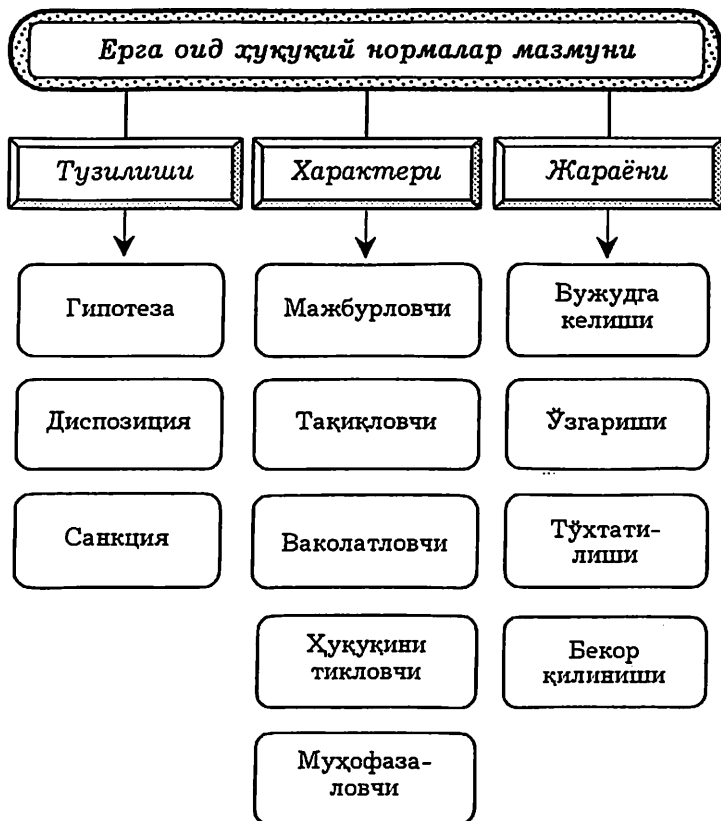 Ерга оид ҳуқуқий нормалар мазмуни
Тузилиши
Характери
Жараёни
Гипотеза
Мажбурловчи
Вужудга
келиши
Диспозиция
Тақиқловчи
Ўзгариши
Санкция
Ваколатловчи
Тўхтати-
лиши
Ҳуқуқини
тикловчи
Бекор
қилиниши
Муҳофаза-
ловчи